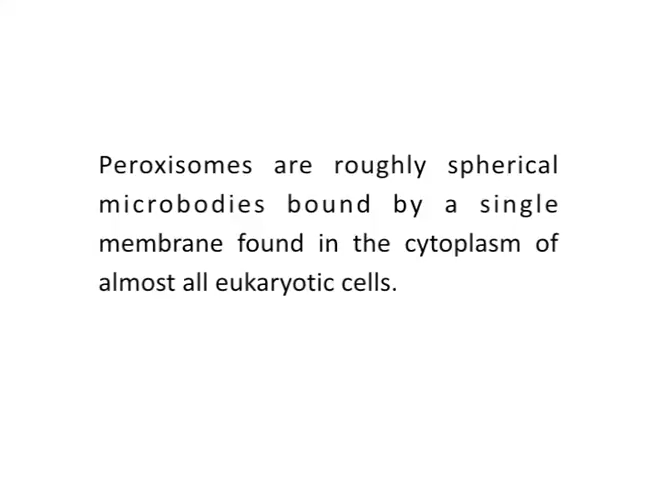 Peroxisomes are roughly spherical
microbodies bound by a single
membrane found in the cytoplasm of
almost all eukaryotic cells.